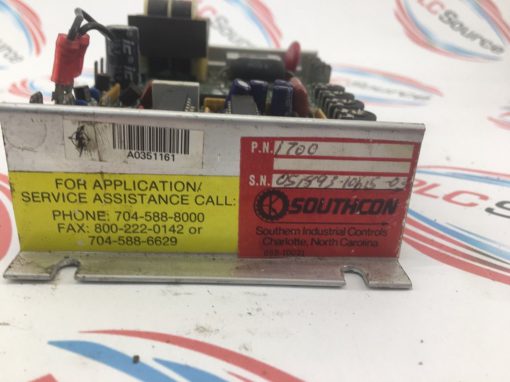 A0351161
FOR APPLICATION/
SERVICE ASSISTANCE CALL:
PHONE: 704-588-8000
FAX: 800-222-0142 or
704-588-6629
P.N. 1700
S.N.
SOUTHCON
Southern Industrial Controls
Charlotte, North Carolina
PLCSource